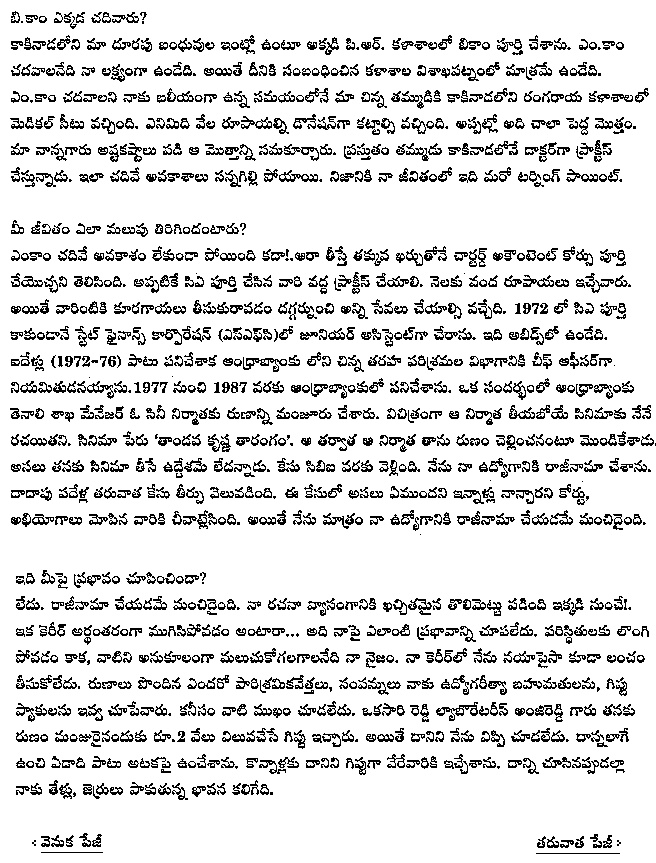 బి.కాం ఎక్కడ చదివారు?
కాకినాడలోని మా దూరపు బంధువుల ఇంట్లో ఉంటూ అక్కడి పి.ఆర్. కళాశాలలో బికాం పూర్తి చేశాను. ఎం.కాం
చదవాలనేది నా లక్ష్యంగా ఉండేది. అయితే దీనికి సంబంధించిన కళాశాల విశాఖపట్నంలో మాత్రమే ఉండేది.
ఎం.కాం చదవాలని నాకు బలీయంగా ఉన్న సమయంలోనే మా చిన్న తమ్ముడికి కాకినాడలోని రంగరాయ కళాశాలలో
మెడికల్ సీటు వచ్చింది. ఎనిమిది వేల రూపాయల్ని డొనేషన్‌గా కట్టాల్సి వచ్చింది. అప్పట్లో అది చాలా పెద్ద మొత్తం.
మా నాన్నగారు అష్టకష్టాలు పడి ఆ మొత్తాన్ని సమకూర్చారు. ప్రస్తుతం తమ్ముడు కాకినాడలోనే డాక్టర్‌గా ప్రాక్టీస్
చేస్తున్నాడు. ఇలా చదివే అవకాశాలు సన్నగిల్లి పోయాయి. నిజానికి నా జీవితంలో ఇది మరో టర్నింగ్ పాయింట్.
మీ జీవితం ఎలా మలుపు తిరిగిందంటారు?
ఎంకాం చదివే అవకాశం లేకుండా పోయింది కదా!.ఆరా తీస్తే తక్కువ ఖర్చుతోనే చార్టర్డ్ అకౌంటెంట్ కోర్సు పూర్తి
చేయొచ్చని తెలిసింది. అప్పటికే సిఏ పూర్తి చేసిన వారి వద్ద ప్రాక్టీస్ చేయాలి. నెలకు వంద రూపాయలు ఇచ్చేవారు.
అయితే వారింటికి కూరగాయలు తీసుకురావడం దగ్గర్నుంచి అన్ని సేవలు చేయాల్సి వచ్చేది. 1972 లో సిఎ పూర్తి
కాకుండానే స్టేట్ ఫైనాన్స్ కార్పొరేషన్ (ఎస్ఎఫ్‌సి)లో జూనియర్ అసిస్టెంట్‌గా చేరాను. ఇది అబిడ్స్‌లో ఉండేది.
ఐదేళ్లు (1972-76) పాటు పనిచేశాక ఆంధ్రాబ్యాంకు లోని చిన్న తరహా పరిశ్రమల విభాగానికి చీఫ్ ఆఫీసర్‌గా
నియమితుడనయ్యాను.1977 నుంచి 1987 వరకు ఆంధ్రాబ్యాంకులో పనిచేశాను. ఒక సందర్భంలో ఆంధ్రాబ్యాంకు
తెనాలి శాఖ మేనేజర్ ఓ సినీ నిర్మాతకు రుణాన్ని మంజూరు చేశారు. విచిత్రంగా ఆ నిర్మాత తీయబోయే సినిమాకు నేనే
రచయితని. సినిమా పేరు 'తాండవ కృష్ణ తారంగం'. ఆ తర్వాత ఆ నిర్మాత తాను రుణం చెల్లించనంటూ మొండికేశాడు.
అసలు తనకు సినిమా తీసే ఉద్దేశమే లేదన్నాడు. కేసు సిబిఐ వరకు వెల్లింది. నేను నా ఉద్యోగానికి రాజీనామా చేశాను.
దాదాపు పదేళ్ల తరువాత కేసు తీర్పు వెలువడింది. ఈ కేసులో అసలు ఏముందని ఇన్నాళ్లు నాన్చారని కోర్టు,
అభియోగాలు మోపిన వారికి చీవాట్లేసింది. అయితే నేను మాత్రం నా ఉద్యోగానికి రాజీనామా చేయడమే మంచిదైంది.
ఇది మీపై ప్రభావం చూపించిందా?
లేదు. రాజీనామా చేయడమే మంచిదైంది. నా రచనా వ్యాసంగానికి ఖచ్చితమైన తొలిమెట్టు పడింది ఇక్కడి నుంచే!.
ఇక కెరీర్ అర్ధంతరంగా ముగిసిపోవడం అంటారా... అది నాపై ఎలాంటి ప్రభావాన్ని చూపలేదు. పరిస్థితులకు లొంగి
పోవడం కాక, వాటిని అనుకూలంగా మలుచుకోగలగాలనేది నా నైజం. నా కెరీర్‌లో నేను నయాపైసా కూడా లంచం
తీసుకోలేదు. రుణాలు పొందిన ఎందరో పారిశ్రమికవేత్తలు, సంపన్నులు నాకు ఉద్యోగరీత్యా బహుమతులను, గిఫ్టు
ప్యాకులను ఇవ్వ చూపేవారు. కనీసం వాటి ముఖం చూడలేదు. ఒకసారి రెడ్డి ల్యాబొరేటరీస్ అంజిరెడ్డి గారు తనకు
రుణం మంజురైనందుకు రూ.2 వేలు విలువచేసే గిఫ్టు ఇచ్చారు. అయితే దానిని నేను విప్పి చూడలేదు. దాన్నలాగే
ఉంచి ఏడాది పాటు అటకపై ఉంచేశాను. కొన్నాళ్లకు దానిని గిఫ్టుగా వేరేవారికి ఇచ్చేశాను. దాన్ని చూసినప్పుడల్లా
నాకు తేళ్లు, జెర్రులు పాకుతున్న భావన కలిగేది.
‹ వెనుక పేజీ
తరువాత పేజీ ›